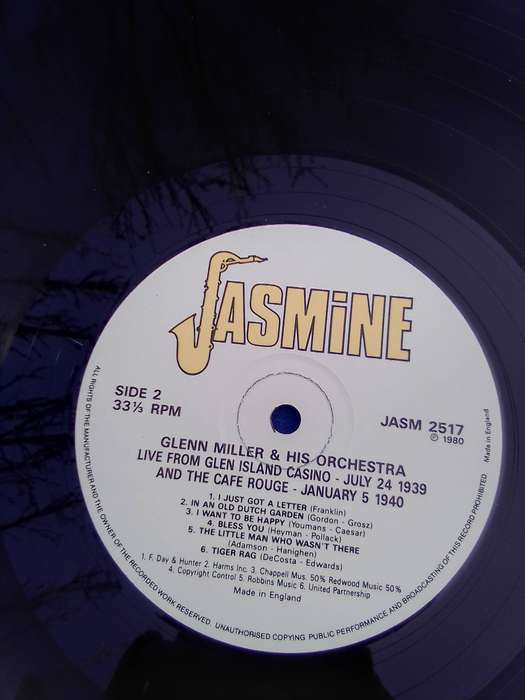 JASMiNE
SIDE 2
33⅓ RPM
JASM 2517
℗ 1980
GLENN MILLER & HIS ORCHESTRA
LIVE FROM GLEN ISLAND CASINO - JULY 24 1939
AND THE CAFE ROUGE - JANUARY 5 1940
1. I JUST GOT A LETTER (Franklin)
2. IN AN OLD DUTCH GARDEN (Gordon - Grosz)
3. I WANT TO BE HAPPY (Youmans - Caesar)
4. BLESS YOU (Heyman - Pollack)
5. THE LITTLE MAN WHO WASN'T THERE
(Adamson - Hanighen)
6. TIGER RAG (DeCosta - Edwards)
1. F. Day & Hunter 2. Harms Inc. 3. Chappell Mus. 50% Redwood Music 50%
4. Copyright Control 5. Robbins Music 6. United Partnership
Made in England
ALL RIGHTS OF THE MANUFACTURER AND THE OWNER OF THE RECORDED WORK RESERVED. UNAUTHORISED COPYING PUBLIC PERFORMANCE AND BROADCASTING OF THIS RECORD PROHIBITED.
Made in England